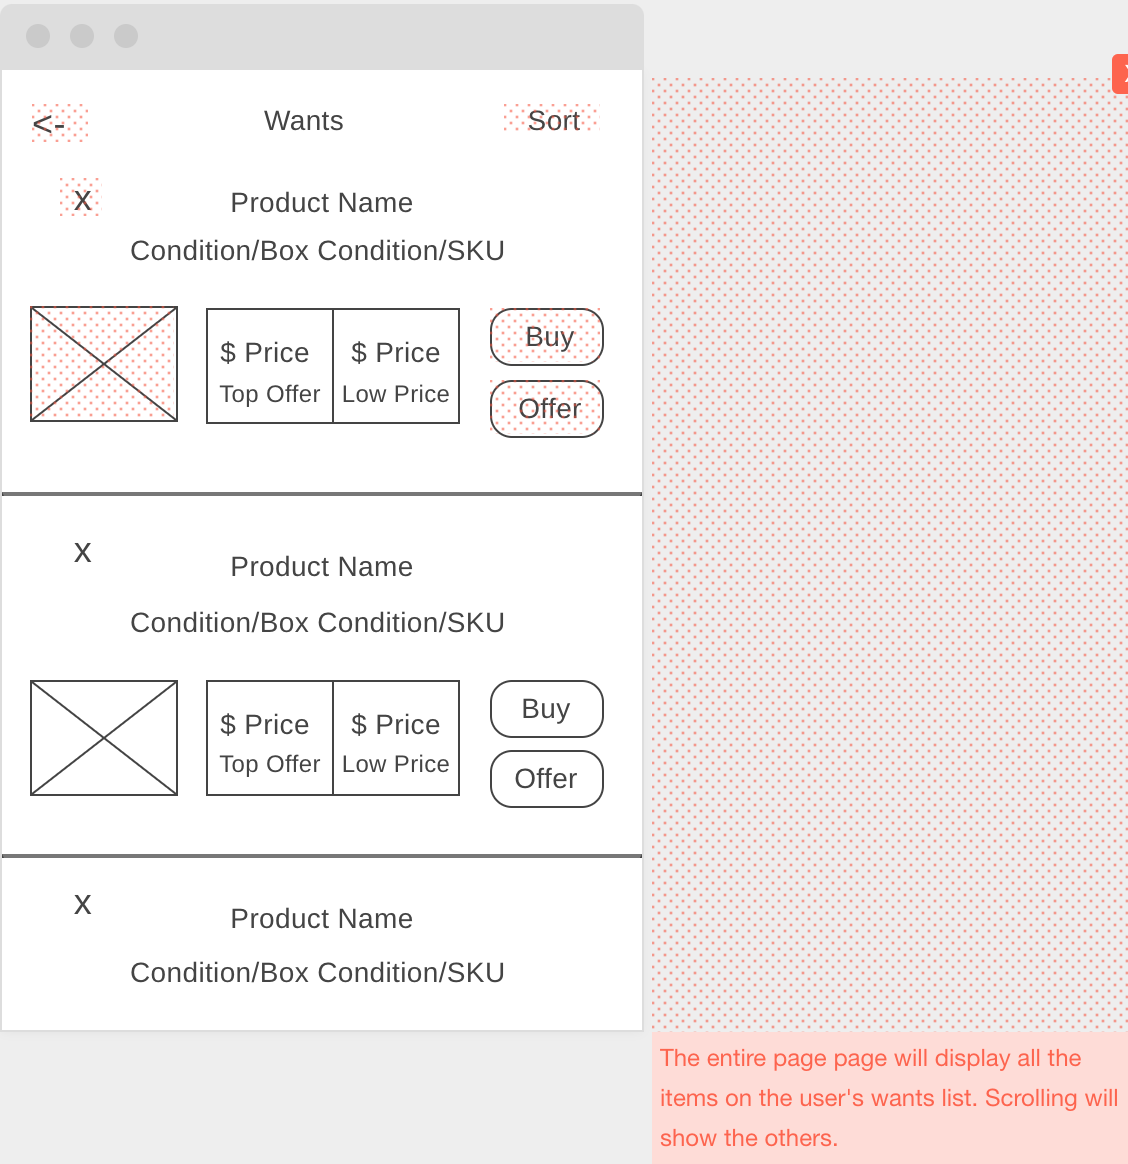 <-
Wants
Sort
x
Product Name
Condition/Box Condition/SKU
$ Price
$ Price
Top Offer
Low Price
Buy
Offer
x
Product Name
Condition/Box Condition/SKU
$ Price
$ Price
Top Offer
Low Price
Buy
Offer
x
Product Name
Condition/Box Condition/SKU
The entire page page will display all the
items on the user's wants list. Scrolling will
show the others.